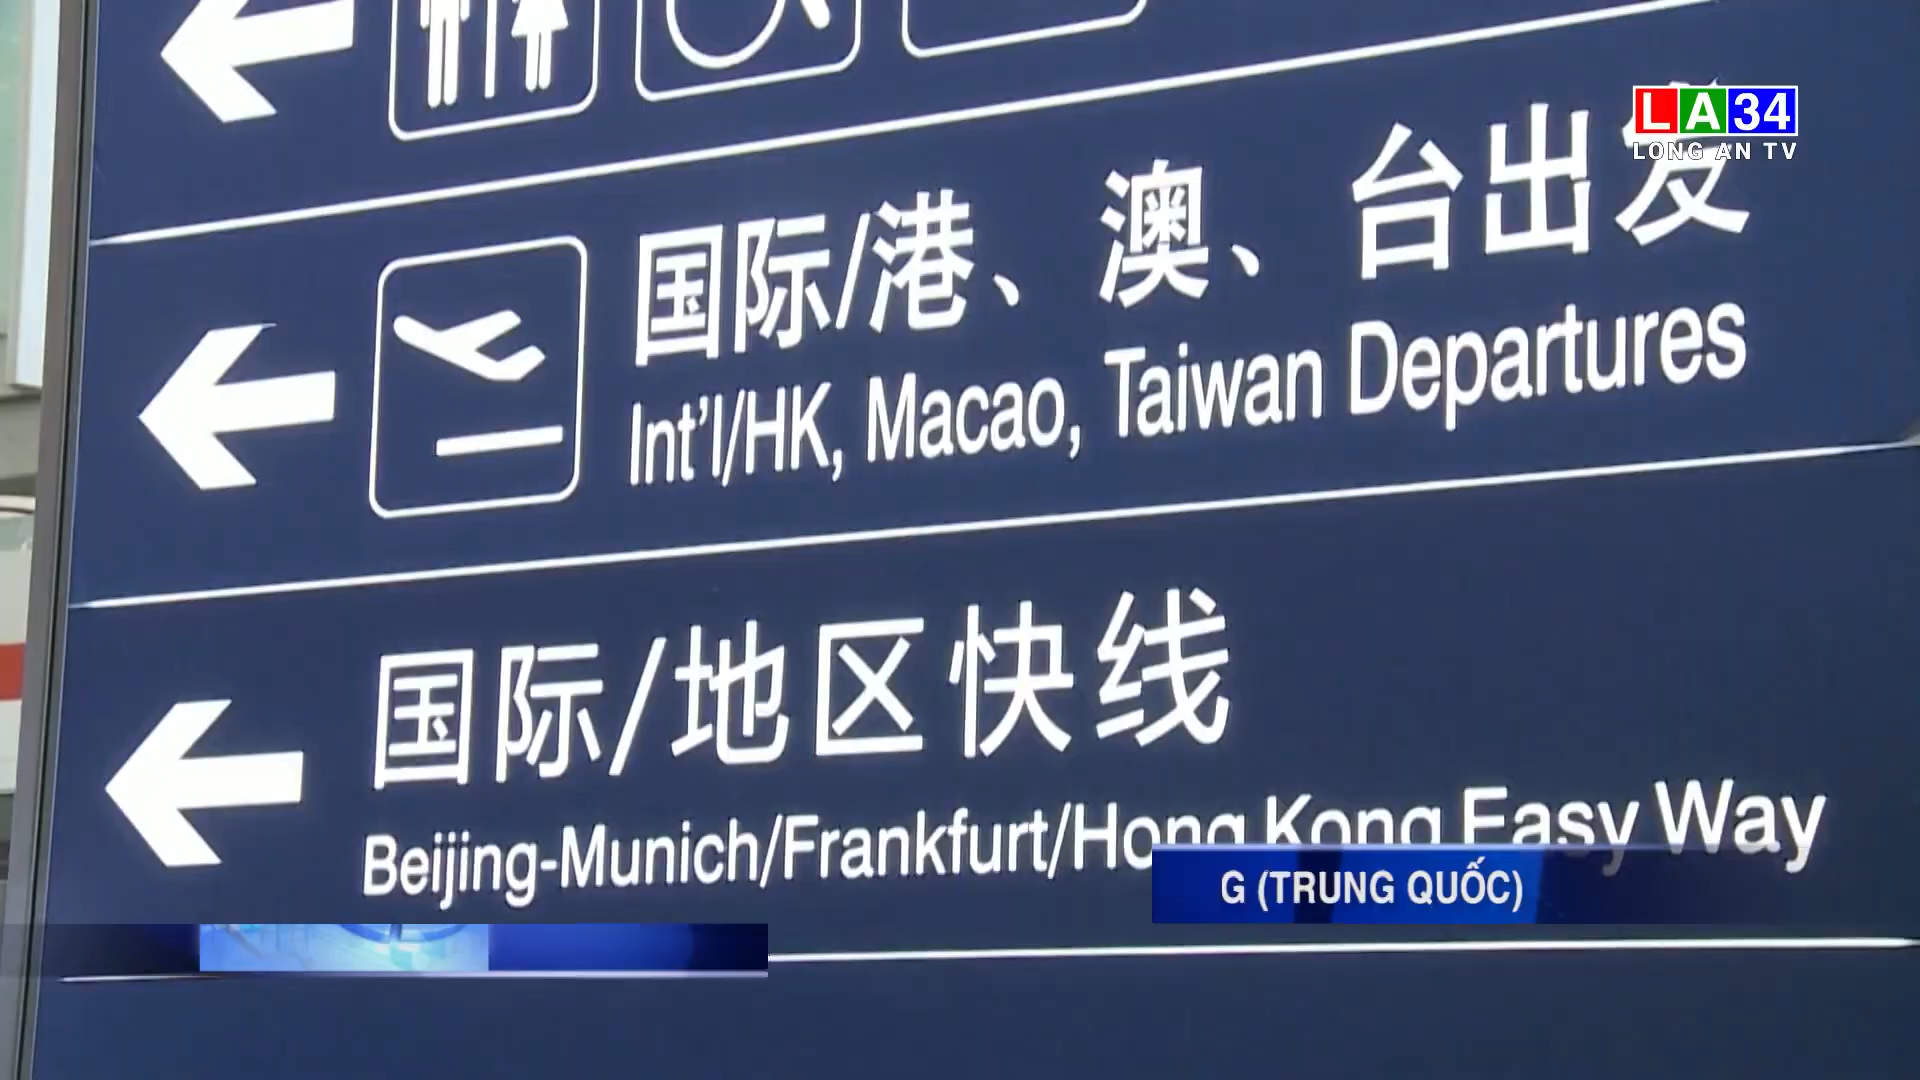 LA34
LONG AN TV
国际/港、澳、台出发
Int'l/HK, Macao, Taiwan Departures
国际/地区快线
Beijing-Munich/Frankfurt/Hong Kong Easy Way
G (TRUNG QUỐC)